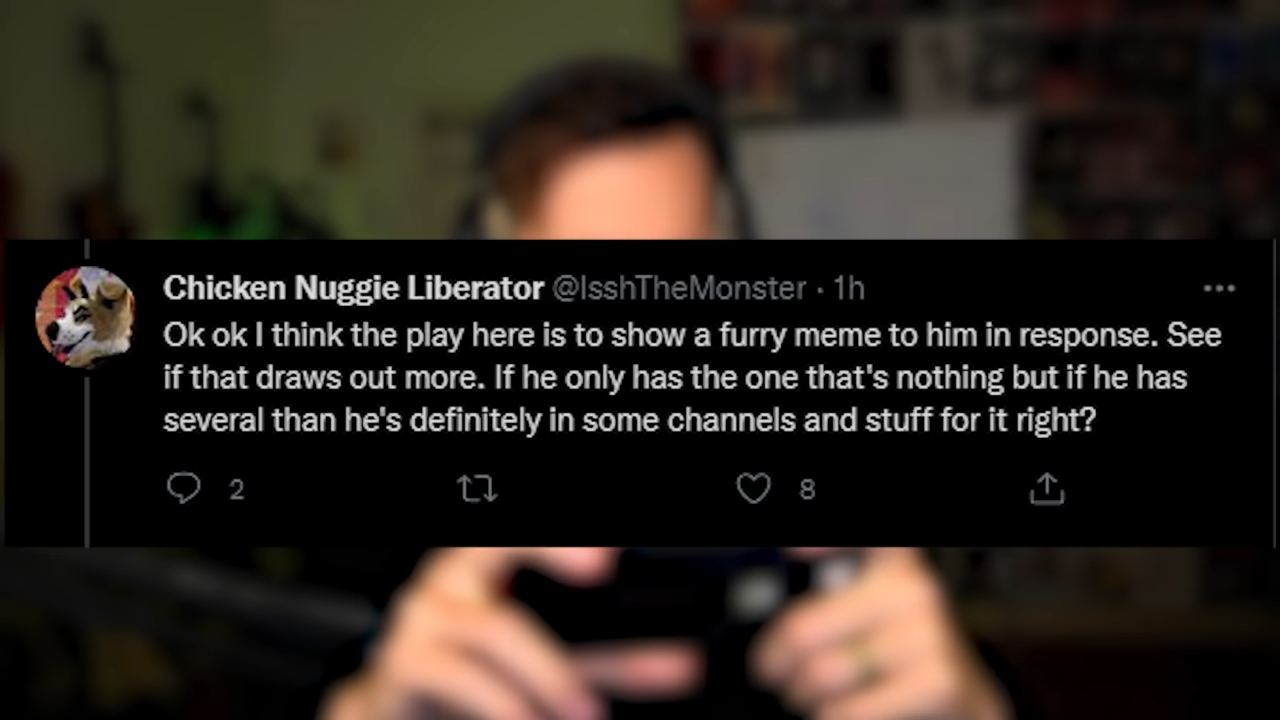 Chicken Nuggie Liberator @IsshTheMonster · 1h
Ok ok I think the play here is to show a furry meme to him in response. See
if that draws out more. If he only has the one that's nothing but if he has
several than he's definitely in some channels and stuff for it right?
2 8